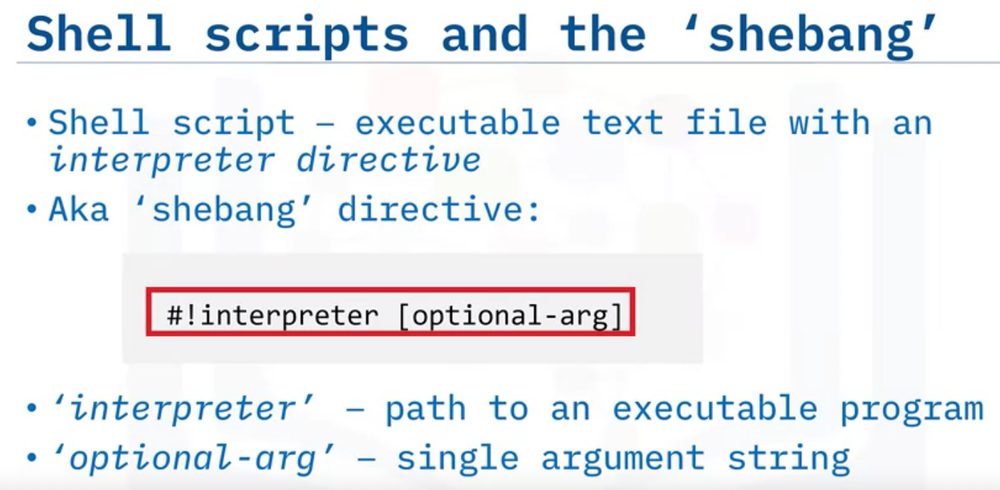 Shell scripts and the ‘shebang’
• Shell script – executable text file with an
interpreter directive
• Aka ‘shebang’ directive:
#!interpreter [optional-arg]
• ‘interpreter’ – path to an executable program
• ‘optional-arg’ – single argument string